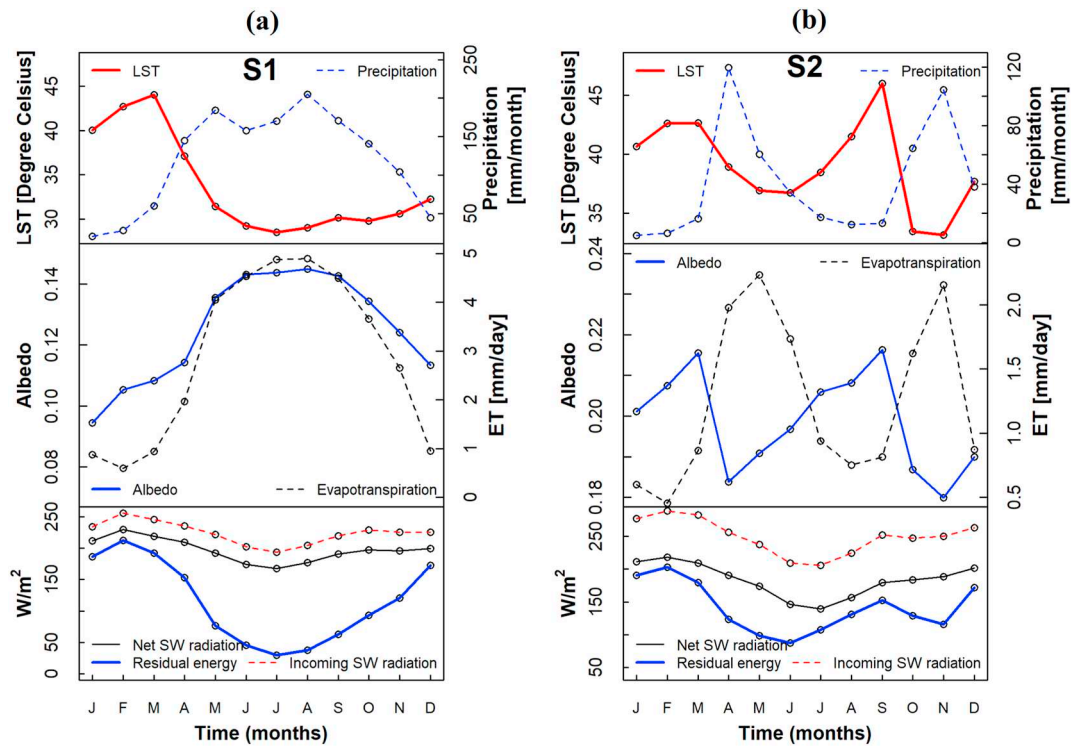 (a)
S1
LST
Precipitation
LST [Degree Celsius]
45
40
35
30
Precipitation
[mm/month]
250
150
50
0
Albedo
0.14
0.12
0.10
0.08
ET [mm/day]
5
4
3
2
1
0
Albedo
Evapotranspiration
W/m²
250
150
50
0
Net SW radiation
Residual energy
Incoming SW radiation
J F M A M J J A S O N D
Time (months)
(b)
S2
LST
Precipitation
LST [Degree Celsius]
45
40
35
Precipitation
[mm/month]
120
80
40
0
Albedo
Evapotranspiration
Albedo
0.24
0.22
0.20
0.18
ET [mm/day]
2.0
1.5
1.0
0.5
W/m²
250
150
50
Net SW radiation
Residual energy
Incoming SW radiation
J F M A M J J A S O N D
Time (months)